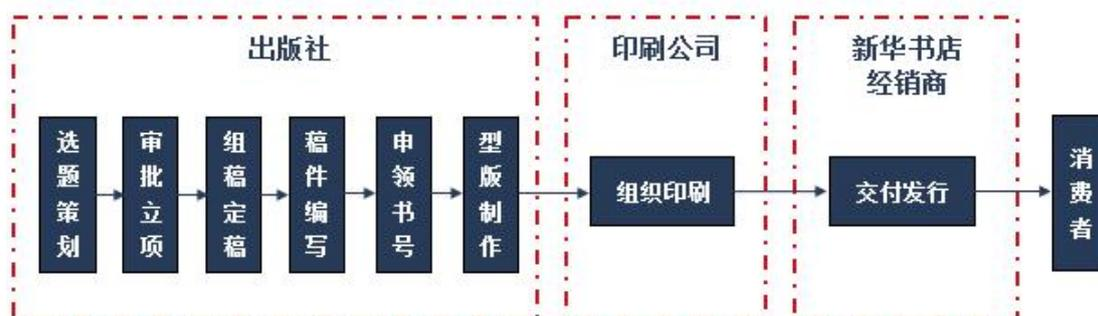 出版社
印刷公司
新华书店
经销商
选题策划
审批立项
组稿定稿
稿件编写
申领书号
型版制作
组织印刷
交付发行
消费者